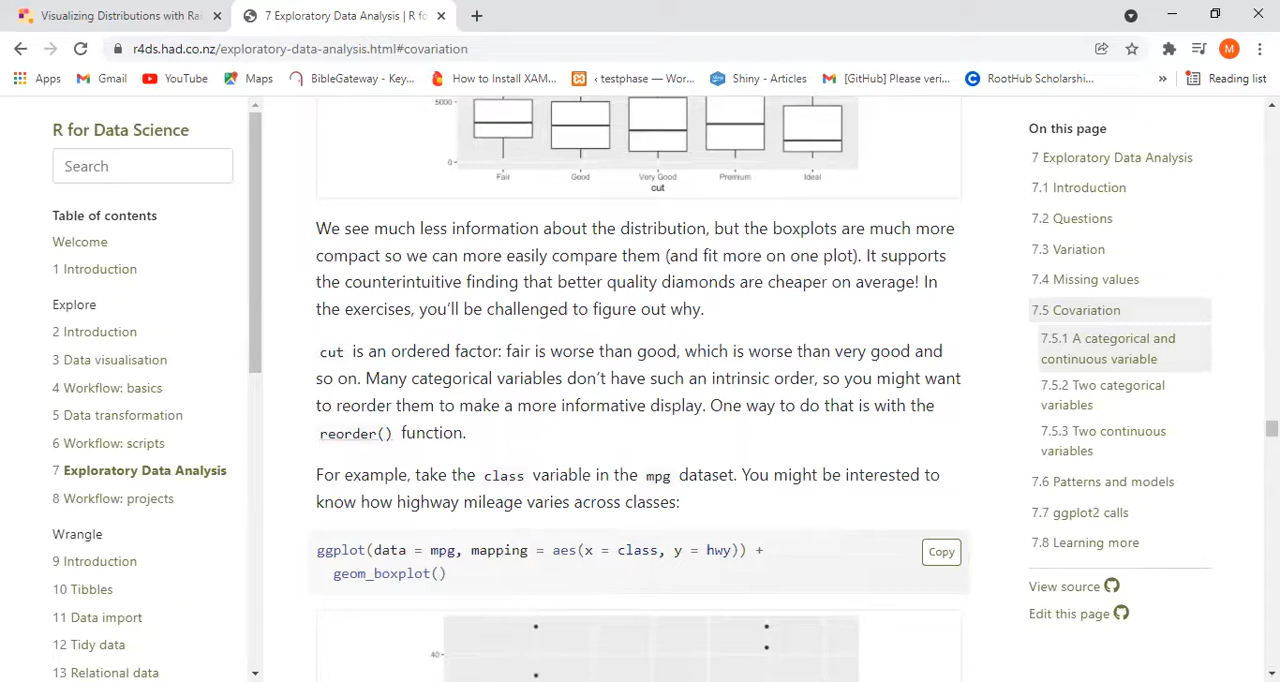 Visualizing Distributions with Rai
7 Exploratory Data Analysis | R fo
r4ds.had.co.nz/exploratory-data-analysis.html#covariation
M
Apps
Gmail
YouTube
Maps
BibleGateway - Key...
How to Install XAM...
‹ testphase — Wor...
Shiny - Articles
[GitHub] Please veri...
RootHub Scholarshi...
»
Reading list
R for Data Science
Search
Table of contents
Welcome
1 Introduction
Explore
2 Introduction
3 Data visualisation
4 Workflow: basics
5 Data transformation
6 Workflow: scripts
7 Exploratory Data Analysis
8 Workflow: projects
Wrangle
9 Introduction
10 Tibbles
11 Data import
12 Tidy data
13 Relational data
5000
0
Fair Good Very Good Premium Ideal
cut
We see much less information about the distribution, but the boxplots are much more
compact so we can more easily compare them (and fit more on one plot). It supports
the counterintuitive finding that better quality diamonds are cheaper on average! In
the exercises, you'll be challenged to figure out why.
cut is an ordered factor: fair is worse than good, which is worse than very good and
so on. Many categorical variables don't have such an intrinsic order, so you might want
to reorder them to make a more informative display. One way to do that is with the
reorder() function.
For example, take the class variable in the mpg dataset. You might be interested to
know how highway mileage varies across classes:
ggplot(data = mpg, mapping = aes(x = class, y = hwy)) +
geom_boxplot()
Copy
40
On this page
7 Exploratory Data Analysis
7.1 Introduction
7.2 Questions
7.3 Variation
7.4 Missing values
7.5 Covariation
7.5.1 A categorical and
continuous variable
7.5.2 Two categorical
variables
7.5.3 Two continuous
variables
7.6 Patterns and models
7.7 ggplot2 calls
7.8 Learning more
View source
Edit this page